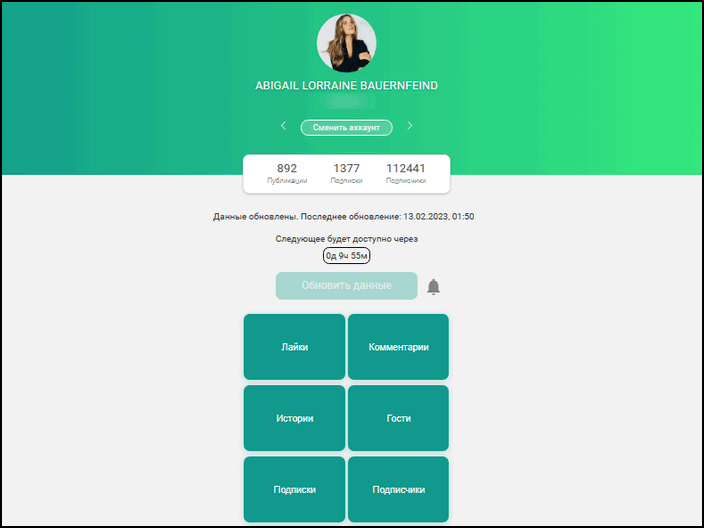 ABIGAIL LORRAINE BAUERNFEIND
Сменить аккаунт
892 1377 112441
Публикации Подписки Подписчики
Данные обновлены. Последнее обновление: 13.02.2023, 01:50
Следующее будет доступно через
0д 9ч 55м
Обновить данные
Лайки Комментарии
Истории Гости
Подписки Подписчики